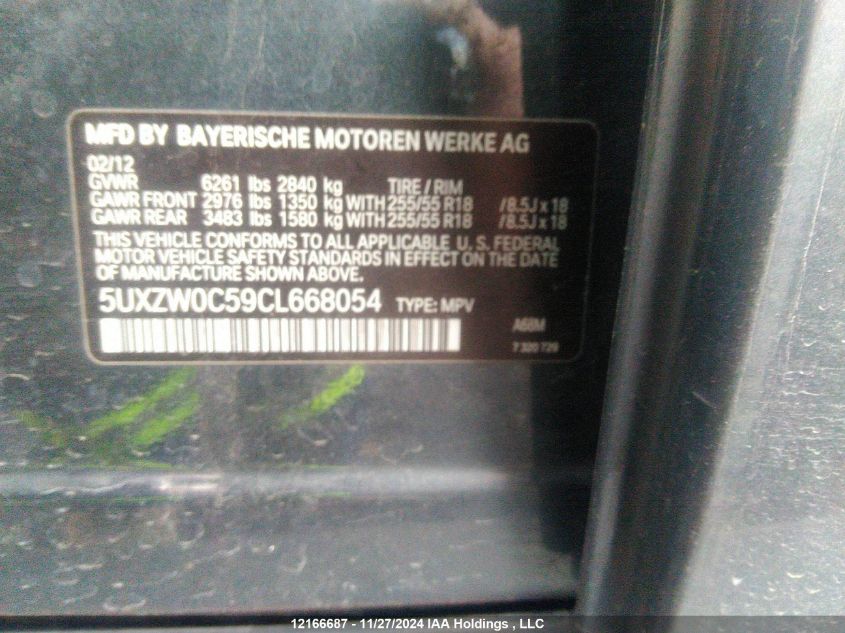 MFD BY BAYERISCHE MOTOREN WERKE AG
02/12
GVWR 6261 lbs 2840 kg TIRE / RIM
GAWR FRONT 2976 lbs 1350 kg WITH 255/55 R18 /8.5J x 18
GAWR REAR 3483 lbs 1580 kg WITH 255/55 R18 /8.5J x 18
THIS VEHICLE CONFORMS TO ALL APPLICABLE U. S. FEDERAL
MOTOR VEHICLE SAFETY STANDARDS IN EFFECT ON THE DATE
OF MANUFACTURE SHOWN ABOVE.
5UXZW0C59CL668054 TYPE: MPV
A68M
7 320 729
12166687 - 11/27/2024 IAA Holdings , LLC